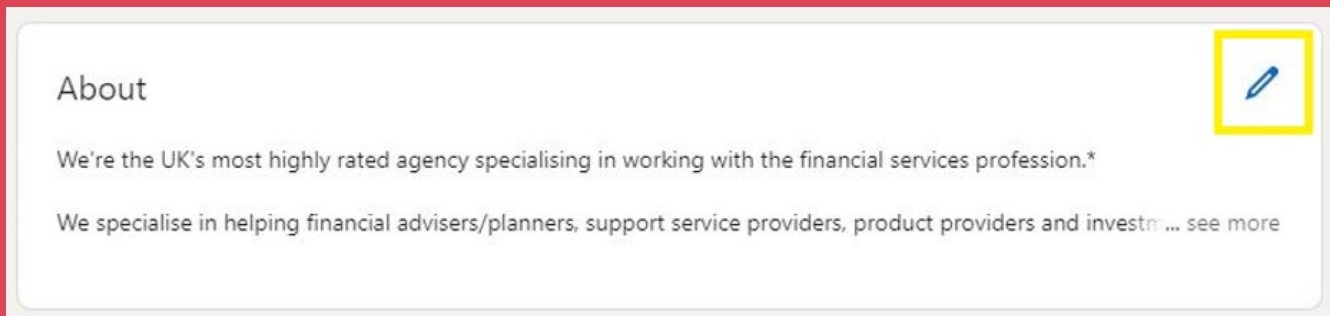 About
We're the UK's most highly rated agency specialising in working with the financial services profession.*
We specialise in helping financial advisers/planners, support service providers, product providers and investm... see more